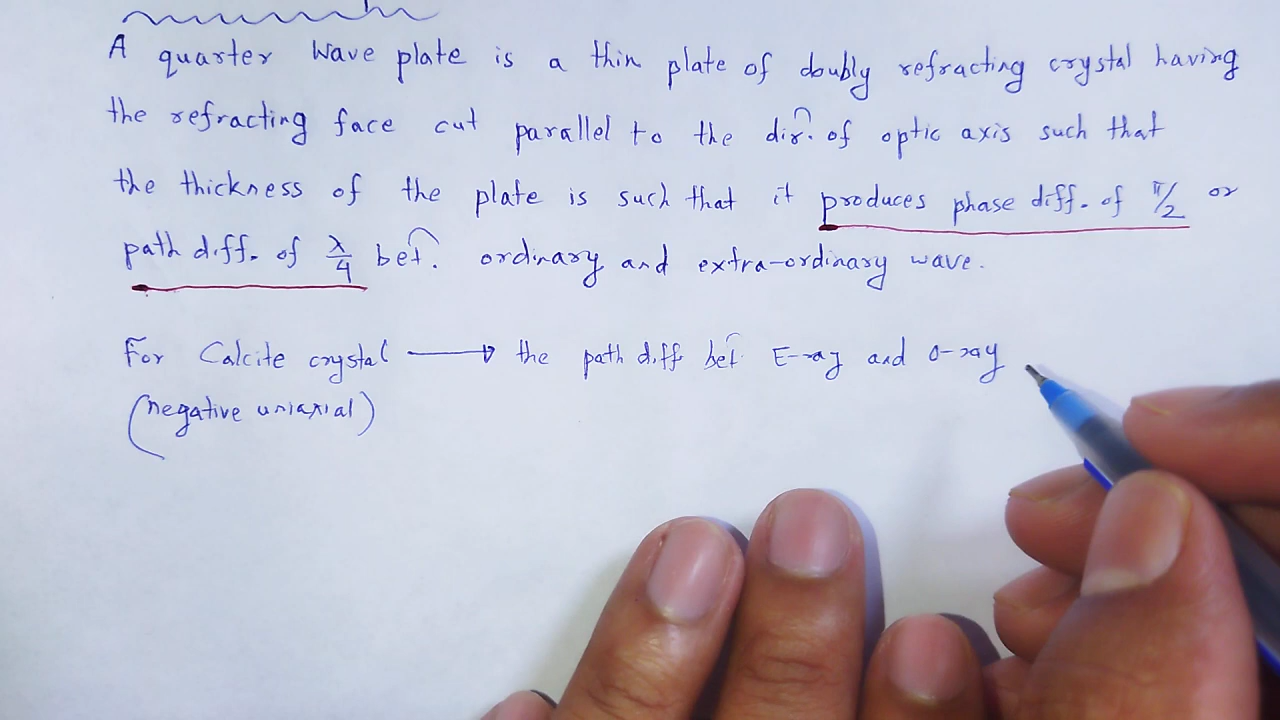 A quarter Wave plate is a thin plate of doubly refracting crystal having
the refracting face cut parallel to the dirn. of optic axis such that
the thickness of the plate is such that it produces phase diff. of π/2 or
path diff. of λ/4 betn. ordinary and extra-ordinary wave.
For Calcite crystal → the path diff betn E-ray and O-ray
(negative uniaxial)